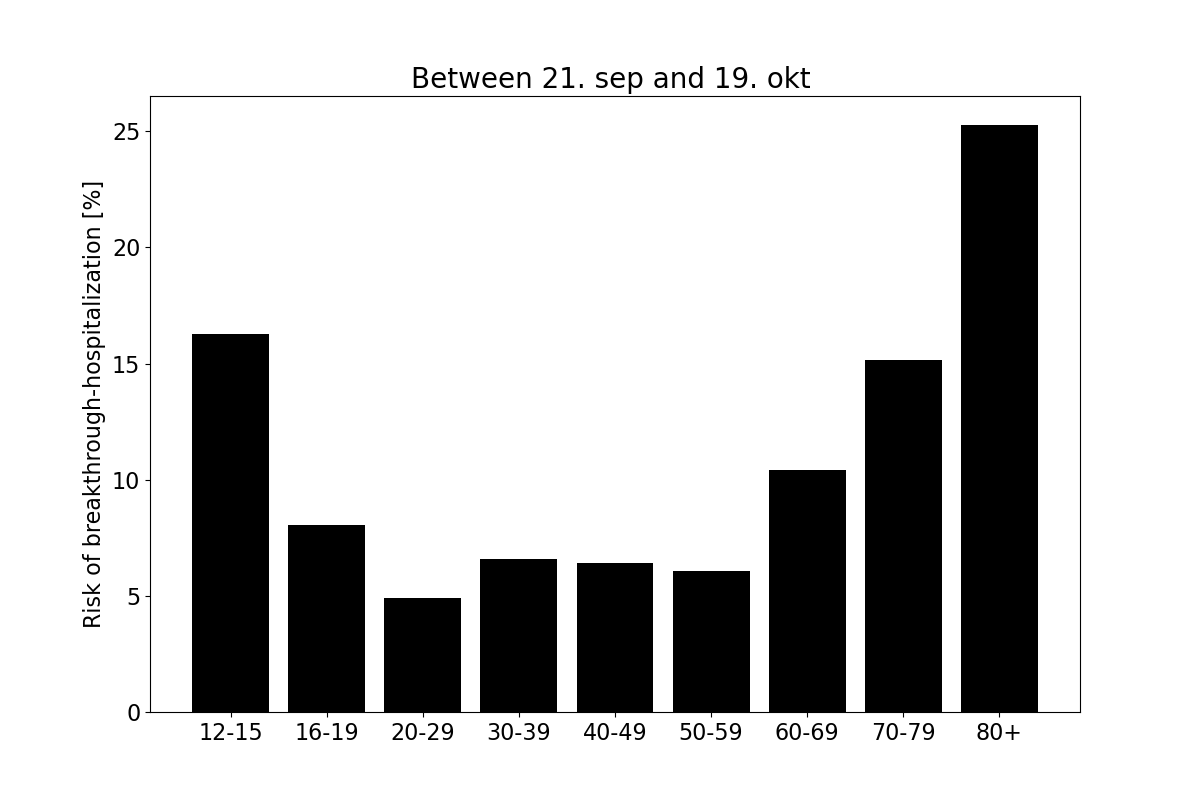 Between 21. sep and 19. okt
Risk of breakthrough-hospitalization [%]
25
20
15
10
5
0
12-15 16-19 20-29 30-39 40-49 50-59 60-69 70-79 80+